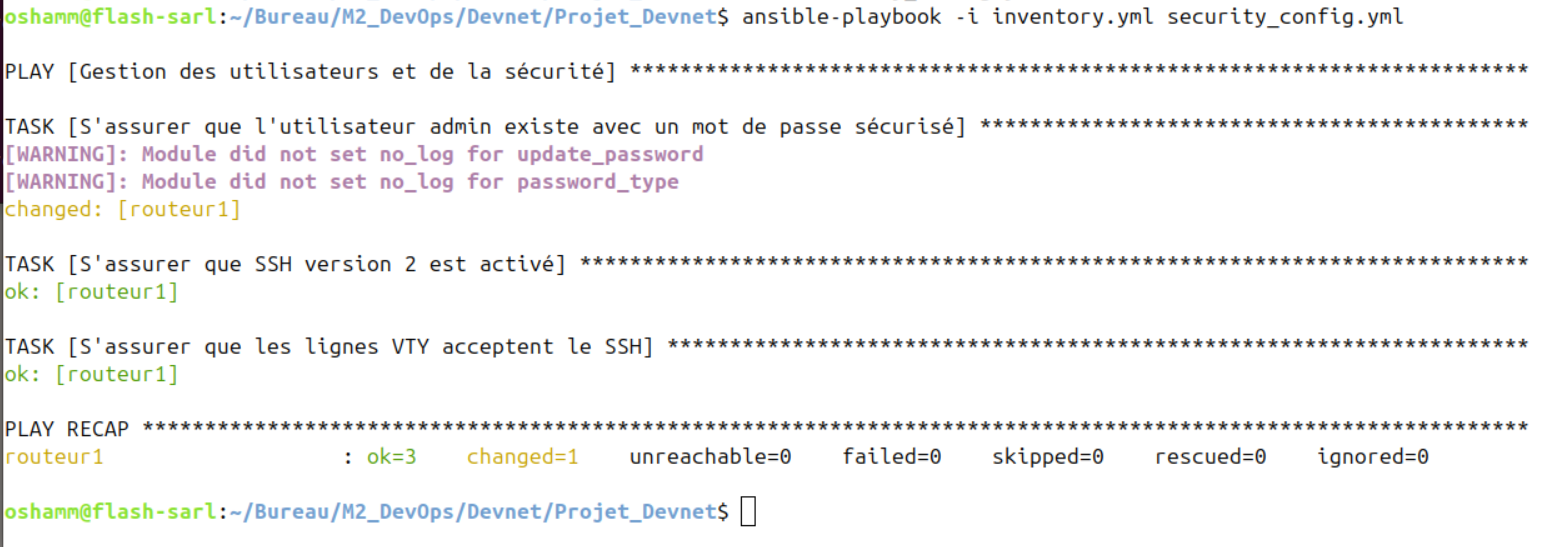 oshamm@flash-sarl:~/Bureau/M2_DevOps/Devnet/Projet_Devnet$ ansible-playbook -i inventory.yml security_config.yml
PLAY [Gestion des utilisateurs et de la sécurité] ************************************************************************
TASK [S'assurer que l'utilisateur admin existe avec un mot de passe sécurisé] ********************************************
[WARNING]: Module did not set no_log for update_password
[WARNING]: Module did not set no_log for password_type
changed: [routeur1]
TASK [S'assurer que SSH version 2 est activé] ****************************************************************************
ok: [routeur1]
TASK [S'assurer que les lignes VTY acceptent le SSH] *********************************************************************
ok: [routeur1]
PLAY RECAP ***************************************************************************************************************
routeur1                   : ok=3    changed=1    unreachable=0    failed=0    skipped=0    rescued=0    ignored=0
oshamm@flash-sarl:~/Bureau/M2_DevOps/Devnet/Projet_Devnet$